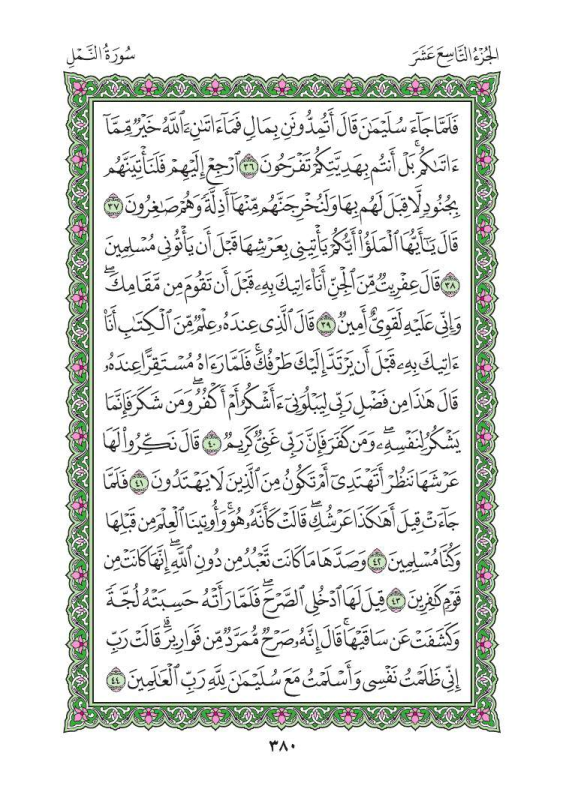 الجُزْءُ التَّاسِعَ عَشَرَ
سُورَةُ النَّمْلِ
فَلَمَّا جَآءَ سُلَيْمَٰنَ قَالَ أَتُمِدُّونَنِ بِمَالٍ فَمَآ ءَاتَىٰنِۦَ ٱللَّهُ خَيْرٌ مِّمَّآ
ءَاتَىٰكُمۚ بَلْ أَنتُم بِهَدِيَّتِكُمْ تَفْرَحُونَ ٣٦ ٱرْجِعْ إِلَيْهِمْ فَلَنَأْتِيَنَّهُم
بِجُنُودٍ لَّا قِبَلَ لَهُم بِهَا وَلَنُخْرِجَنَّهُم مِّنْهَآ أَذِلَّةً وَهُمْ صَٰغِرُونَ ٣٧
قَالَ يَٰٓأَيُّهَا ٱلْمَلَؤُا۟ أَيُّكُمْ يَأْتِينِى بِعَرْشِهَا قَبْلَ أَن يَأْتُونِى مُسْلِمِينَ
٣٨ قَالَ عِفْرِيتٌ مِّنَ ٱلْجِنِّ أَنَا۠ ءَاتِيكَ بِهِۦ قَبْلَ أَن تَقُومَ مِن مَّقَامِكَۖ
وَإِنِّى عَلَيْهِ لَقَوِىٌّ أَمِينٌ ٣٩ قَالَ ٱلَّذِى عِندَهُۥ عِلْمٌ مِّنَ ٱلْكِتَٰبِ أَنَا۠
ءَاتِيكَ بِهِۦ قَبْلَ أَن يَرْتَدَّ إِلَيْكَ طَرْفُكَۚ فَلَمَّا رَءَاهُ مُسْتَقِرًّا عِندَهُۥ
قَالَ هَٰذَا مِن فَضْلِ رَبِّى لِيَبْلُوَنِىٓ ءَأَشْكُرُ أَمْ أَكْفُرُۖ وَمَن شَكَرَ فَإِنَّمَا
يَشْكُرُ لِنَفْسِهِۦۖ وَمَن كَفَرَ فَإِنَّ رَبِّى غَنِىٌّ كَرِيمٌ ٤٠ قَالَ نَكِّرُوا۟ لَهَا
عَرْشَهَا نَنظُرْ أَتَهْتَدِىٓ أَمْ تَكُونُ مِنَ ٱلَّذِينَ لَا يَهْتَدُونَ ٤١ فَلَمَّا
جَآءَتْ قِيلَ أَهَٰكَذَا عَرْشُكِۖ قَالَتْ كَأَنَّهُۥ هُوَۚ وَأُوتِينَا ٱلْعِلْمَ مِن قَبْلِهَا
وَكُنَّا مُسْلِمِينَ ٤٢ وَصَدَّهَا مَا كَانَت تَّعْبُدُ مِن دُونِ ٱللَّهِۖ إِنَّهَا كَانَتْ مِن
قَوْمٍ كَٰفِرِينَ ٤٣ قِيلَ لَهَا ٱدْخُلِى ٱلصَّرْحَۖ فَلَمَّا رَأَتْهُ حَسِبَتْهُ لُجَّةً
وَكَشَفَتْ عَن سَاقَيْهَاۚ قَالَ إِنَّهُۥ صَرْحٌ مُّمَرَّدٌ مِّن قَوَارِيرَۗ قَالَتْ رَبِّ
إِنِّى ظَلَمْتُ نَفْسِى وَأَسْلَمْتُ مَعَ سُلَيْمَٰنَ لِلَّهِ رَبِّ ٱلْعَٰلَمِينَ ٤٤
٣٨٠